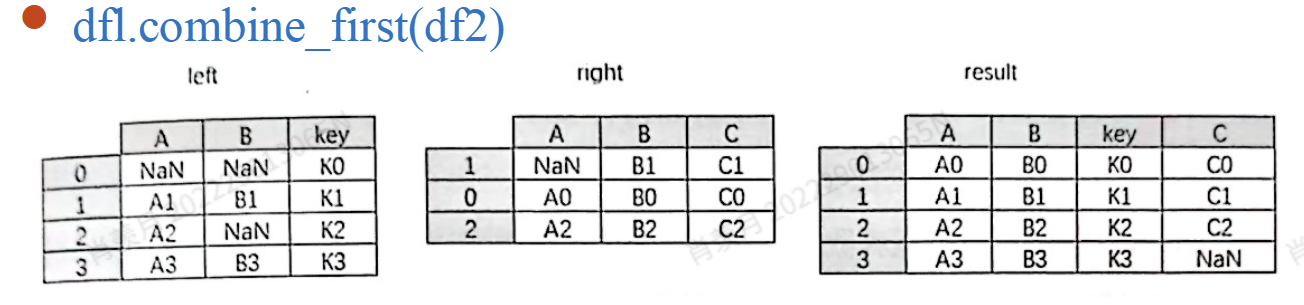 dfl.combine_first(df2)
left right result
A B key A B C A B key C
0 NaN NaN K0 1 NaN B1 C1 0 A0 B0 K0 C0
1 A1 B1 K1 0 A0 B0 C0 1 A1 B1 K1 C1
2 A2 NaN K2 2 A2 B2 C2 2 A2 B2 K2 C2
3 A3 B3 K3 3 A3 B3 K3 NaN